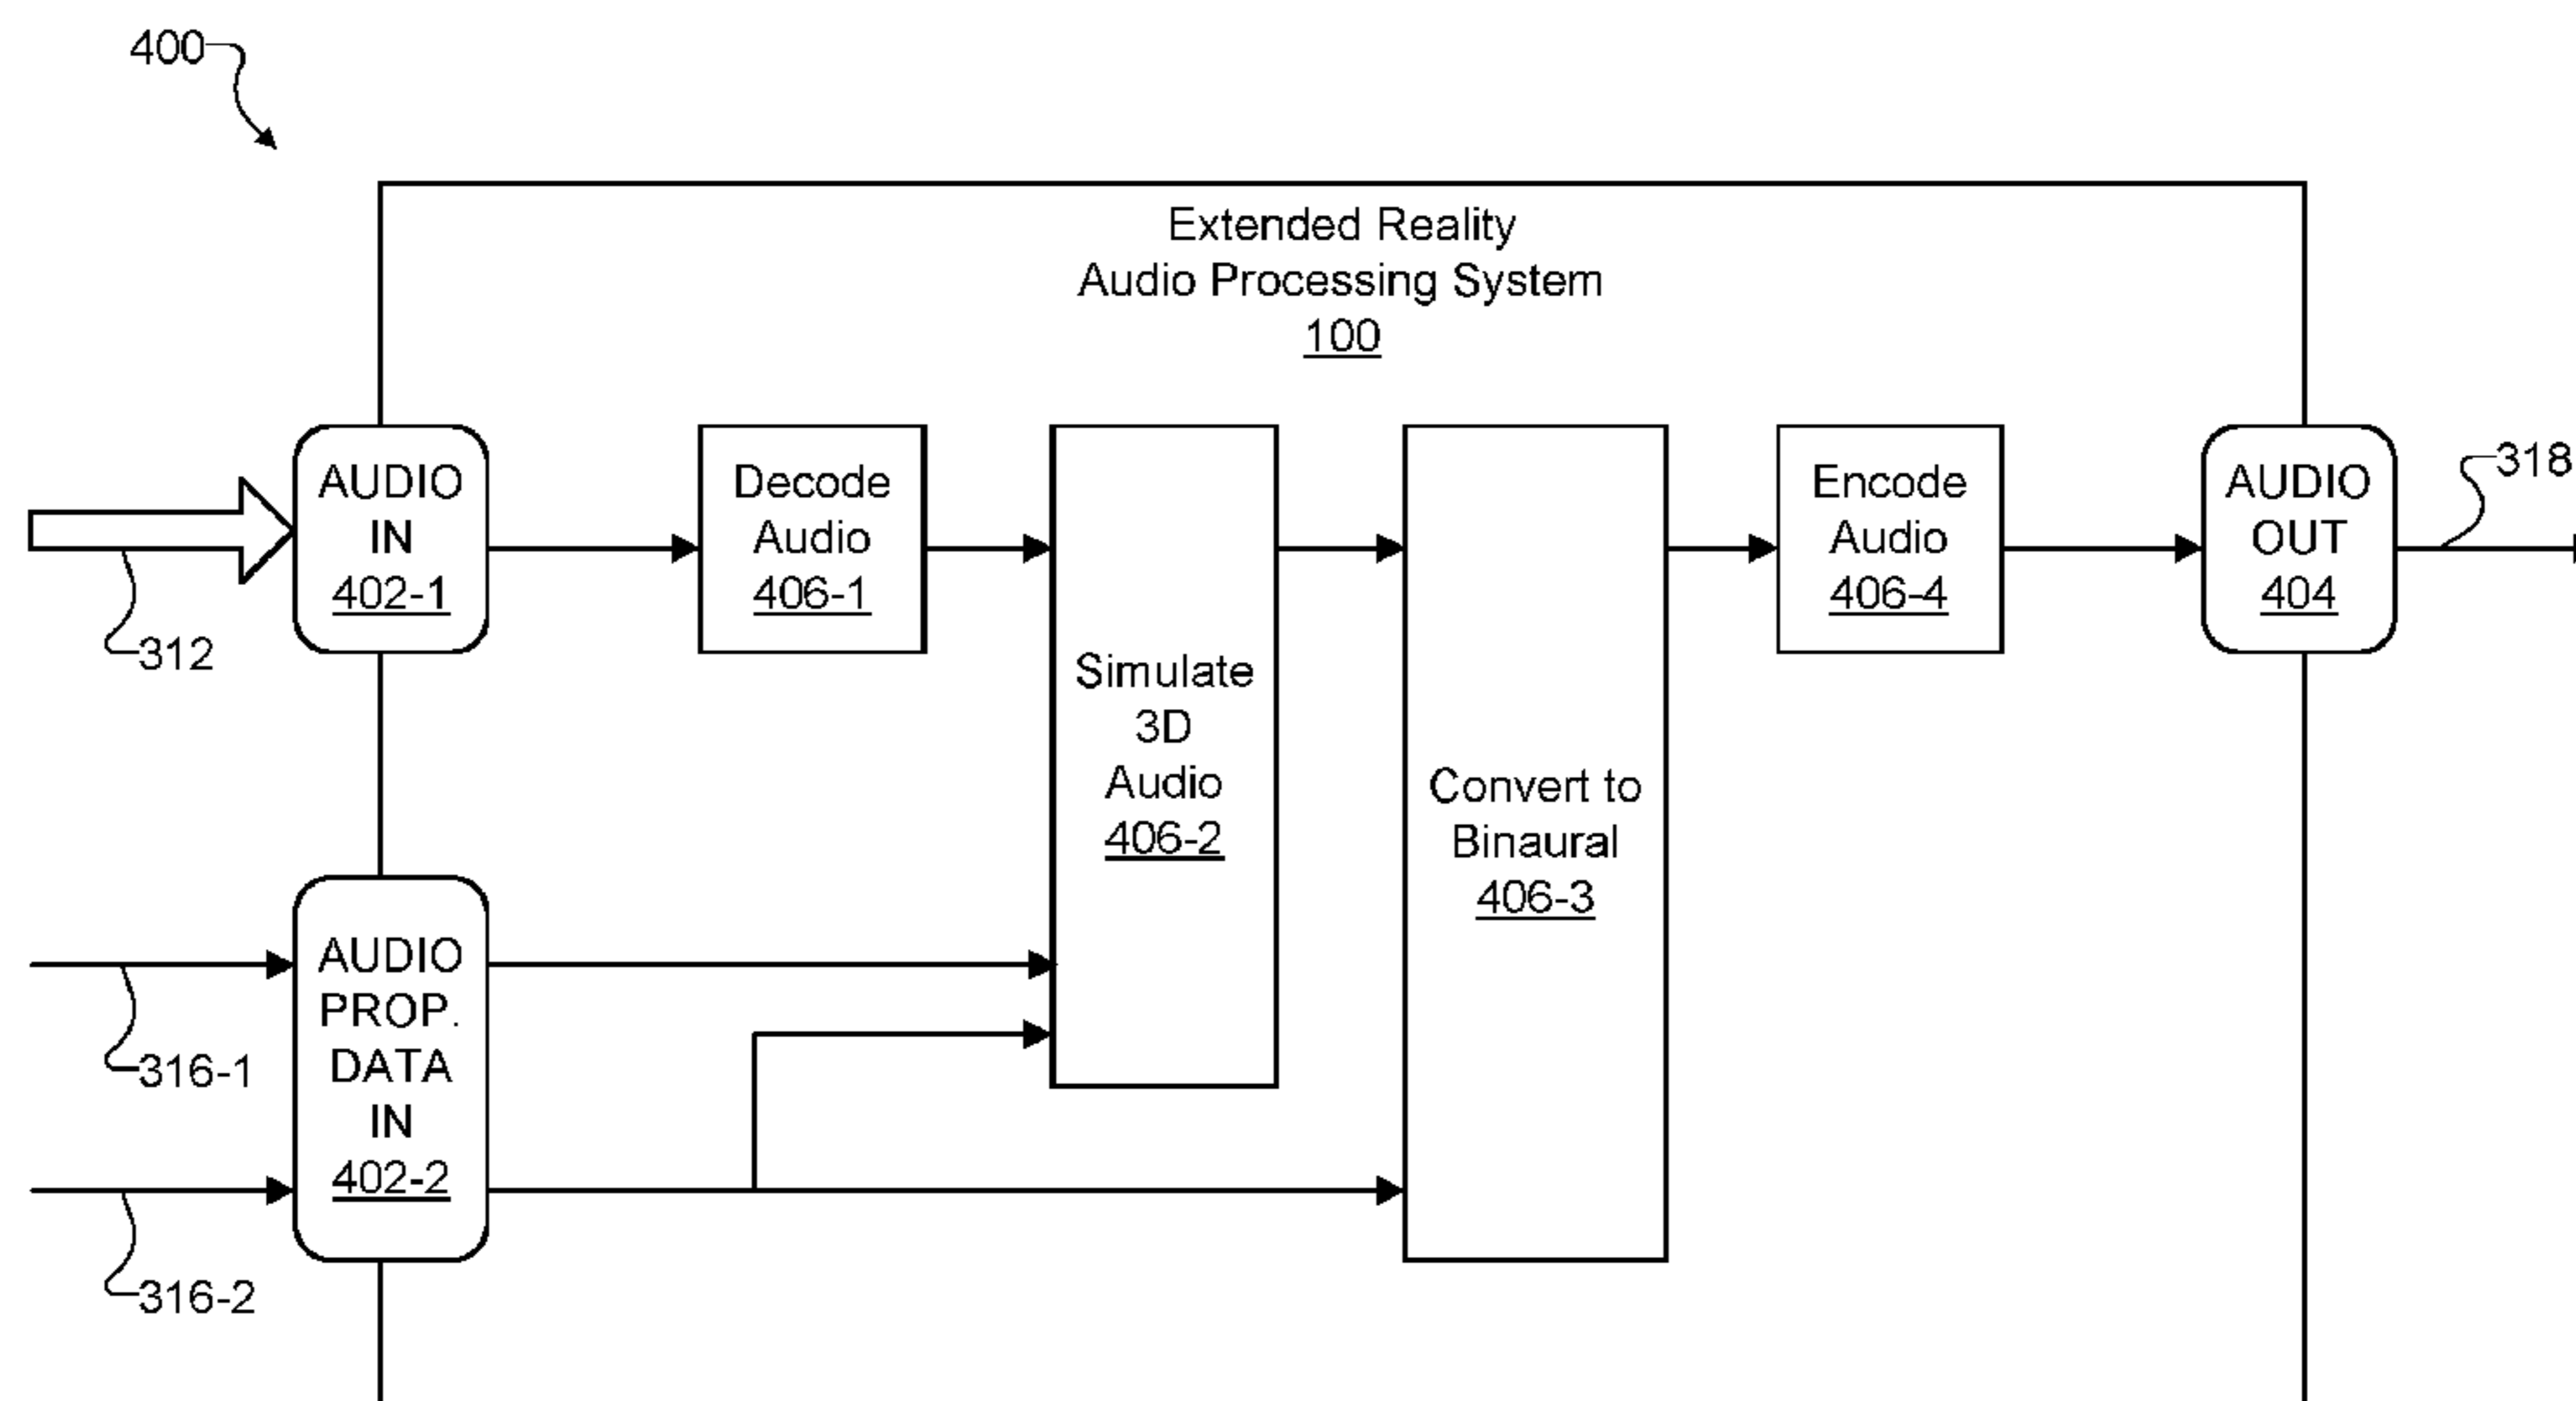 400
Extended Reality
Audio Processing System
100
AUDIO
IN
402-1
Decode
Audio
406-1
Simulate
3D
Audio
406-2
Convert to
Binaural
406-3
Encode
Audio
406-4
AUDIO
OUT
404
318
312
AUDIO
PROP.
DATA
IN
402-2
316-1
316-2